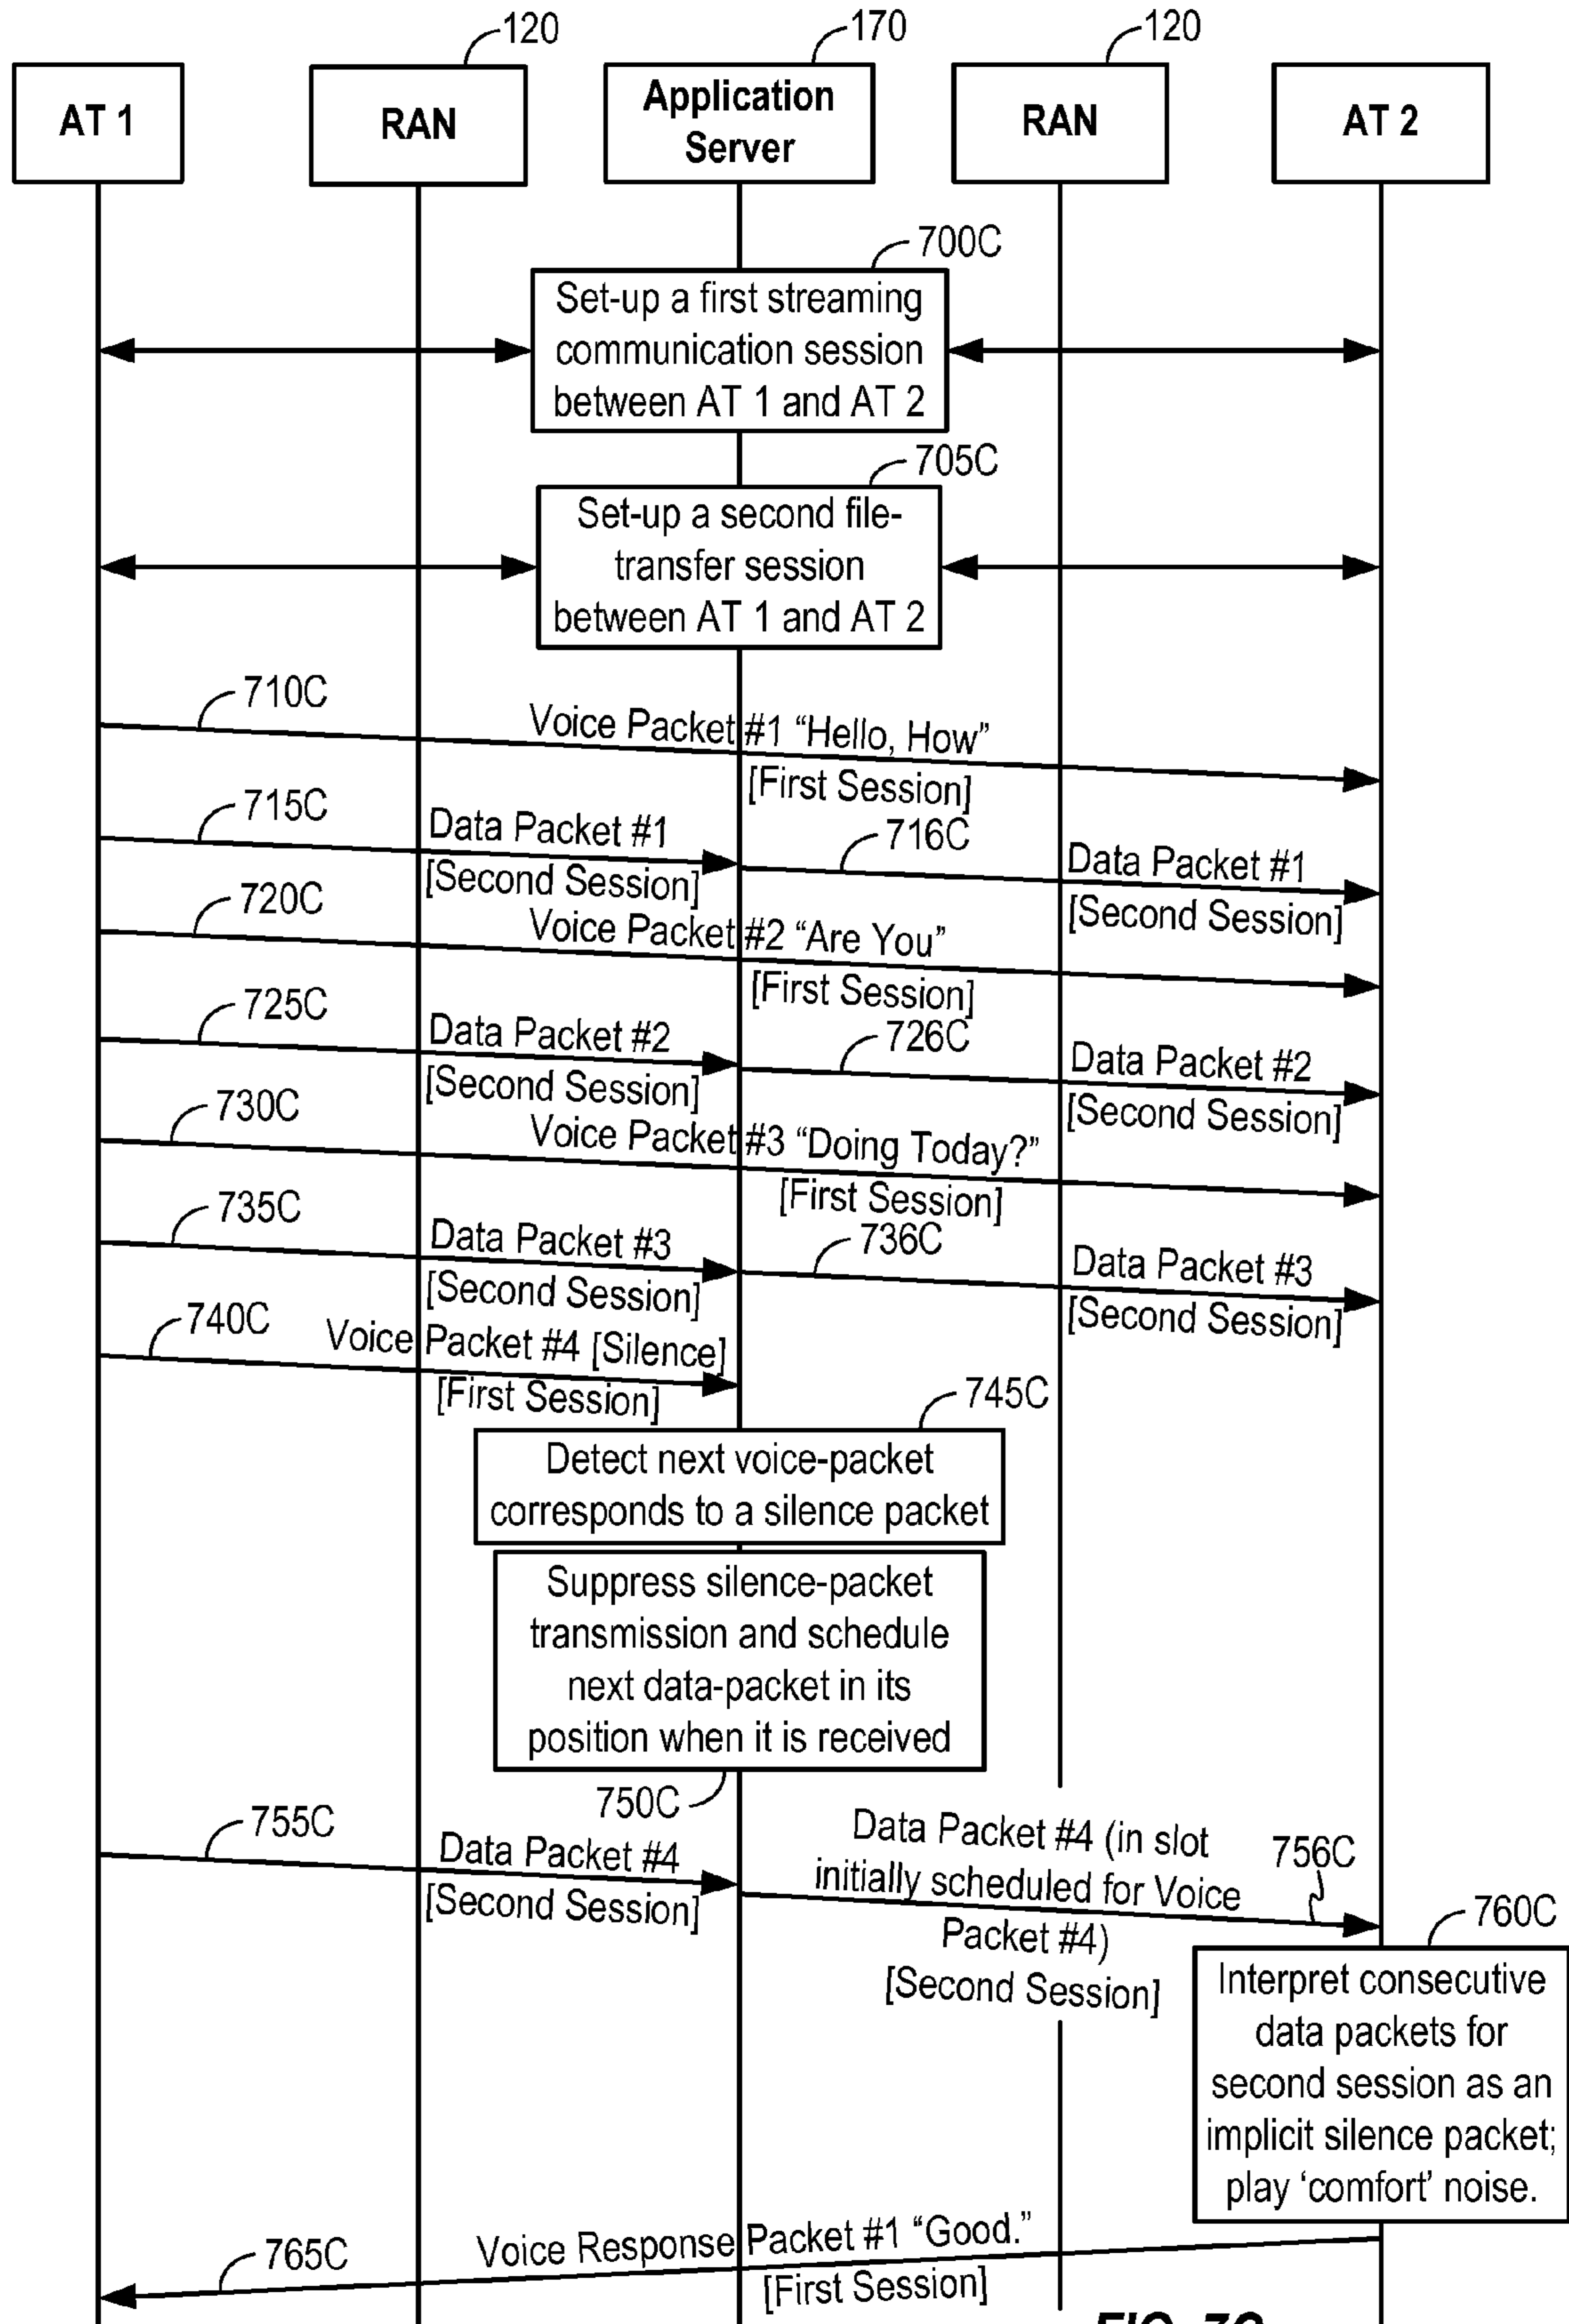 120
170
120
AT 1
RAN
Application
Server
RAN
AT 2
700C
Set-up a first streaming
communication session
between AT 1 and AT 2
705C
Set-up a second file-
transfer session
between AT 1 and AT 2
710C
Voice Packet #1 “Hello, How”
[First Session]
715C
Data Packet #1
[Second Session]
716C
Data Packet #1
[Second Session]
720C
Voice Packet #2 “Are You”
[First Session]
725C
Data Packet #2
[Second Session]
726C
Data Packet #2
[Second Session]
730C
Voice Packet #3 “Doing Today?”
[First Session]
735C
Data Packet #3
[Second Session]
736C
Data Packet #3
[Second Session]
740C
Voice Packet #4 [Silence]
[First Session]
745C
Detect next voice-packet
corresponds to a silence packet
Suppress silence-packet
transmission and schedule
next data-packet in its
position when it is received
750C
755C
Data Packet #4
[Second Session]
Data Packet #4 (in slot
initially scheduled for Voice
Packet #4)
[Second Session]
756C
760C
Interpret consecutive
data packets for
second session as an
implicit silence packet;
play ‘comfort’ noise.
765C
Voice Response Packet #1 “Good.”
[First Session]